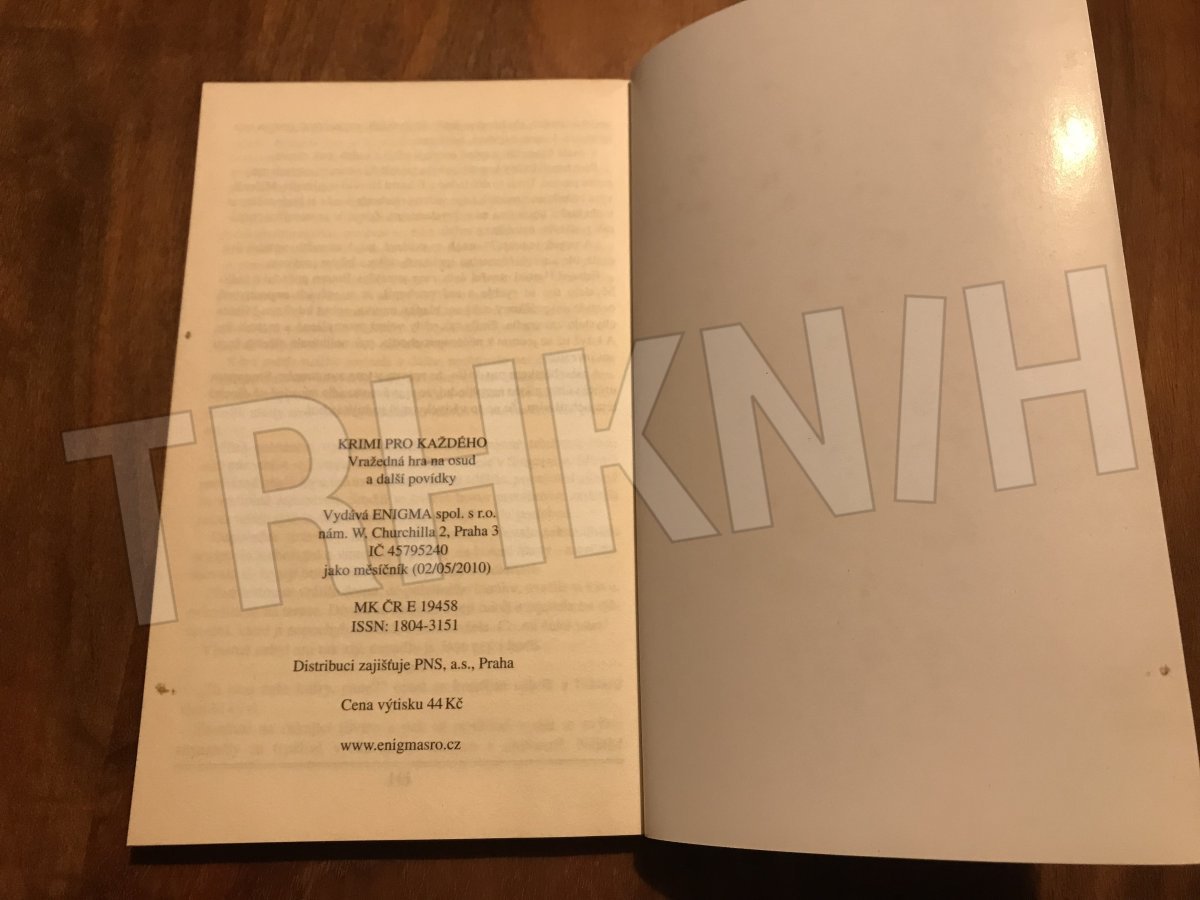 KRIMI PRO KAŽDÉHO
Vražedná hra na osud
a další povídky
Vydává ENIGMA spol. s r.o.
nám. W. Churchilla 2, Praha 3
IČ 45795240
jako měsíčník (02/05/2010)
MK ČR E 19458
ISSN: 1804-3151
Distribuci zajišťuje PNS, a.s., Praha
Cena výtisku 44 Kč
www.enigmasro.cz
TRHKNIH